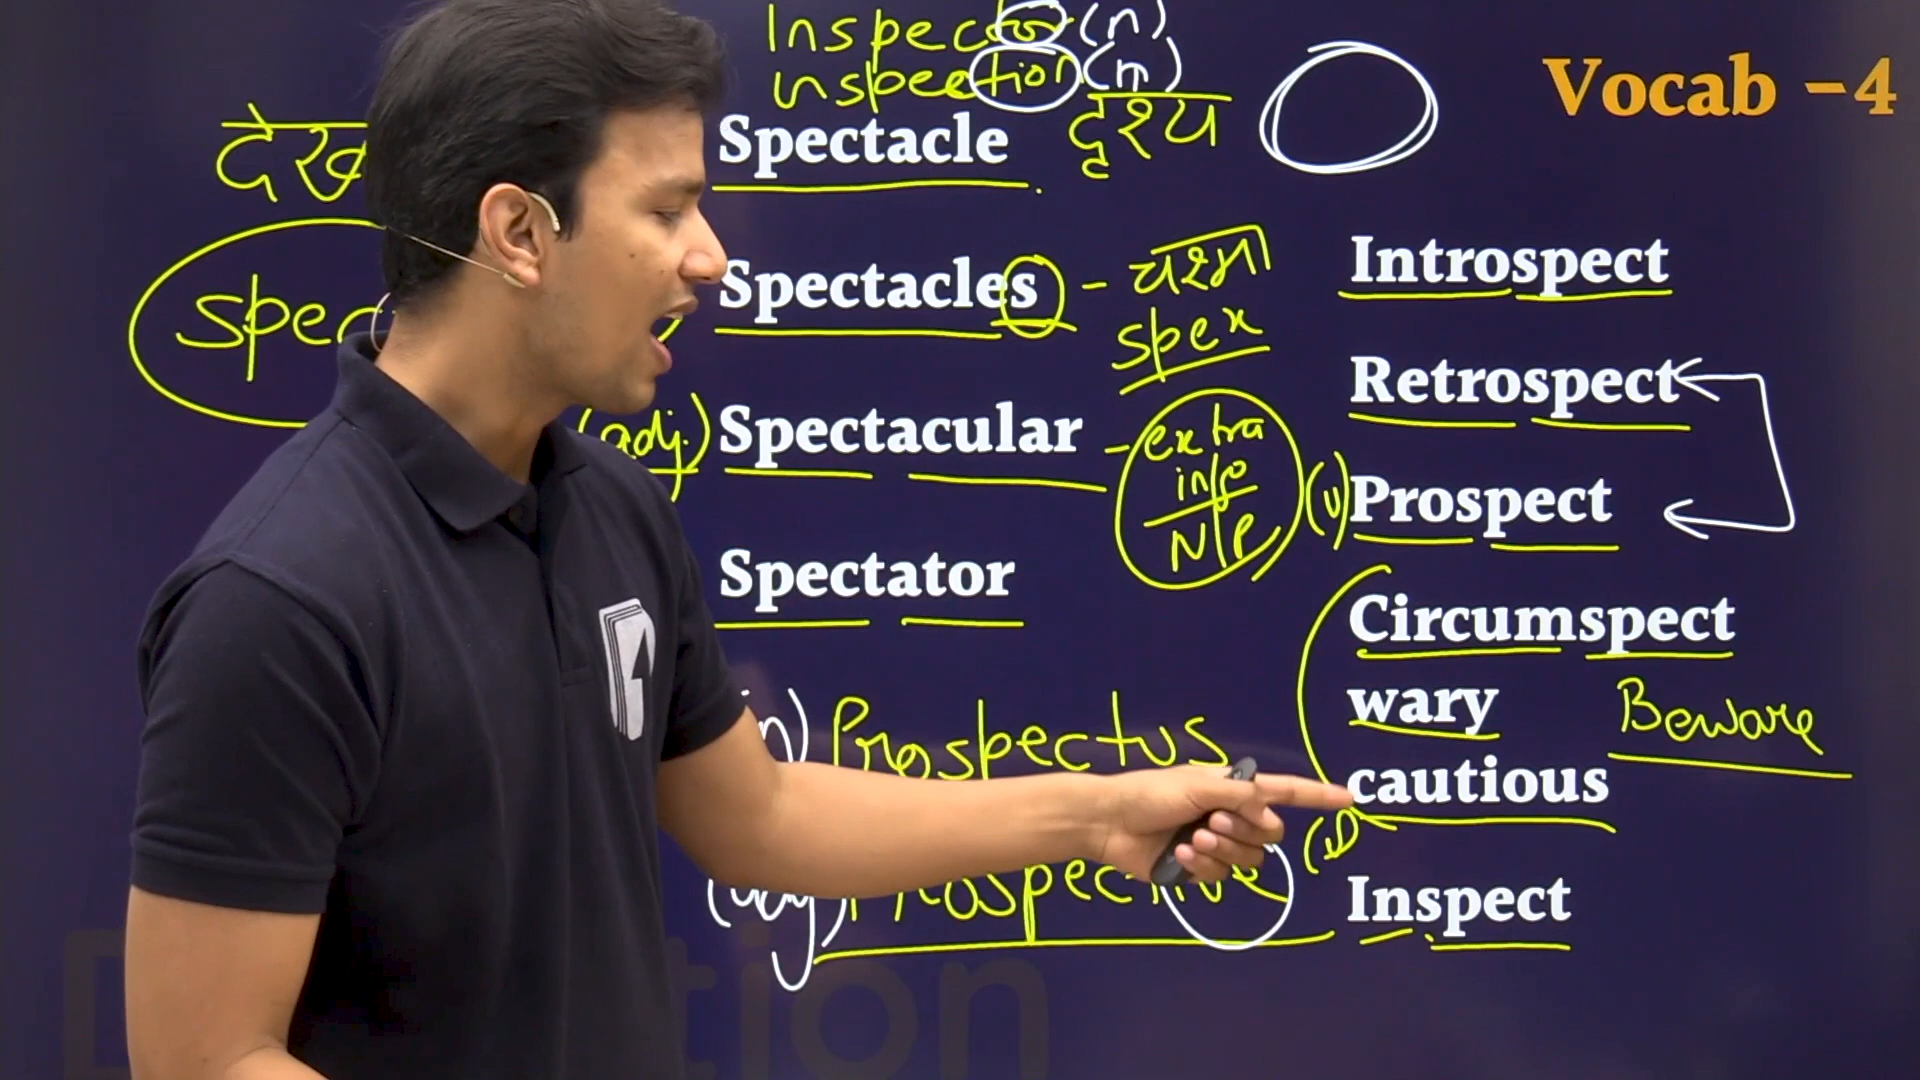 Inspector (n)
Inspection (n)
Vocab -4
देख
Spectacle दृश्य
spec
Spectacles - चश्मा
spex
Introspect
Retrospect
(adj.) Spectacular - extra
info
N/P
(v) Prospect
Spectator
Circumspect
wary Beware
cautious
Prospectus
Prospective
Inspect